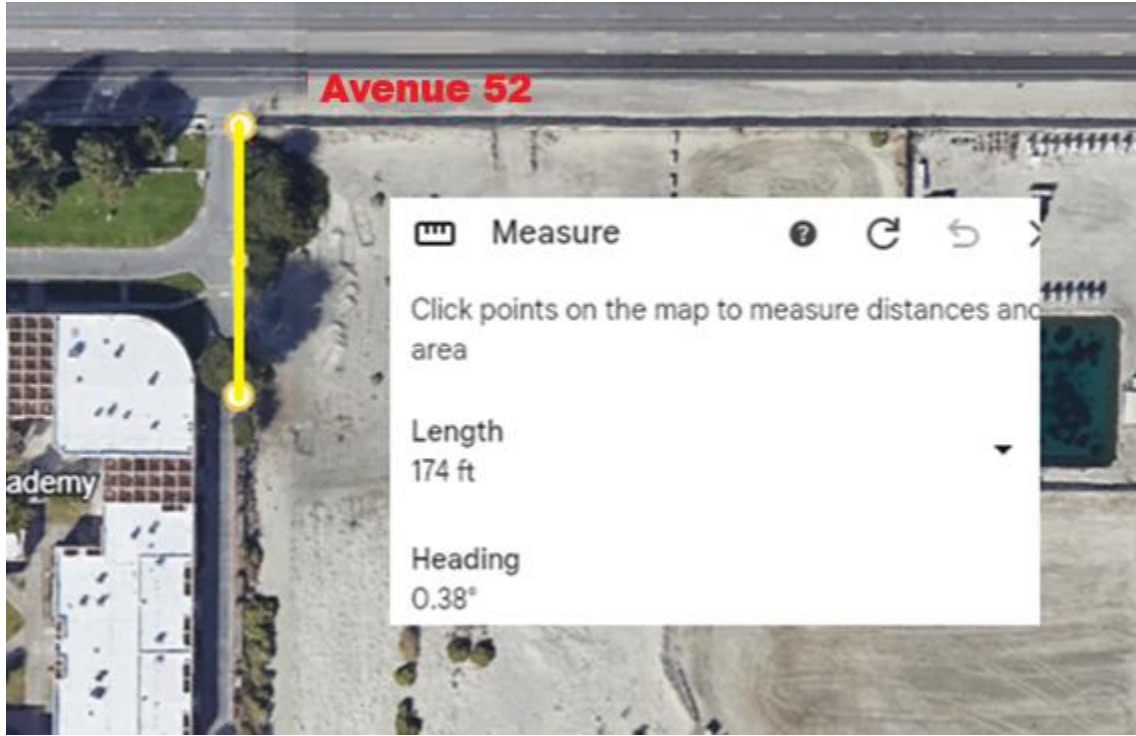 Avenue 52
Measure
Click points on the map to measure distances and
area
Length
174 ft
ademy
Heading
0.38°